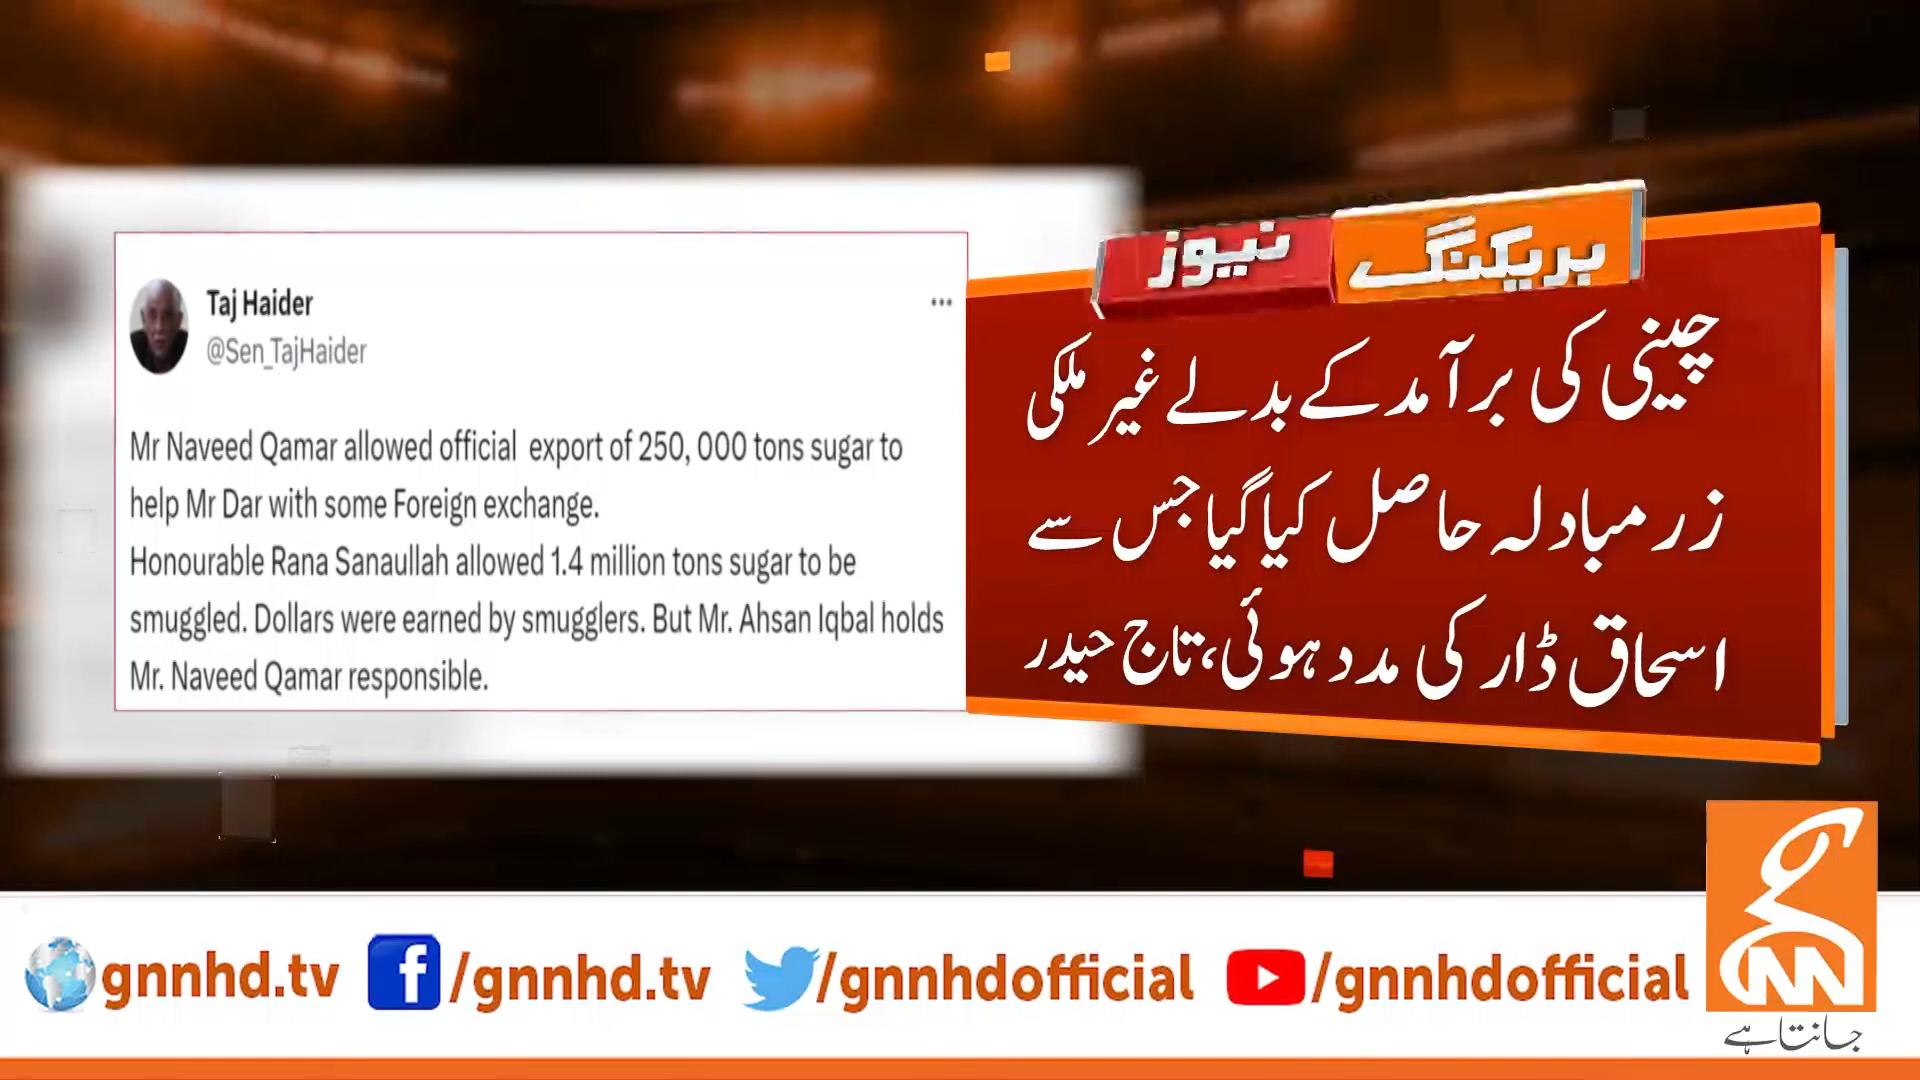 Taj Haider
@Sen_TajHaider
...
Mr Naveed Qamar allowed official export of 250, 000 tons sugar to
help Mr Dar with some Foreign exchange.
Honourable Rana Sanaullah allowed 1.4 million tons sugar to be
smuggled. Dollars were earned by smugglers. But Mr. Ahsan Iqbal holds
Mr. Naveed Qamar responsible.
بریکنگ نیوز
چینی کی برآمد کے بدلے غیر ملکی
زرمبادلہ حاصل کیا گیا جس سے
اسحاق ڈار کی مدد ہوئی، تاج حیدر
gnnhd.tv /gnnhd.tv /gnnhdofficial /gnnhdofficial
GNN
جانتا ہے